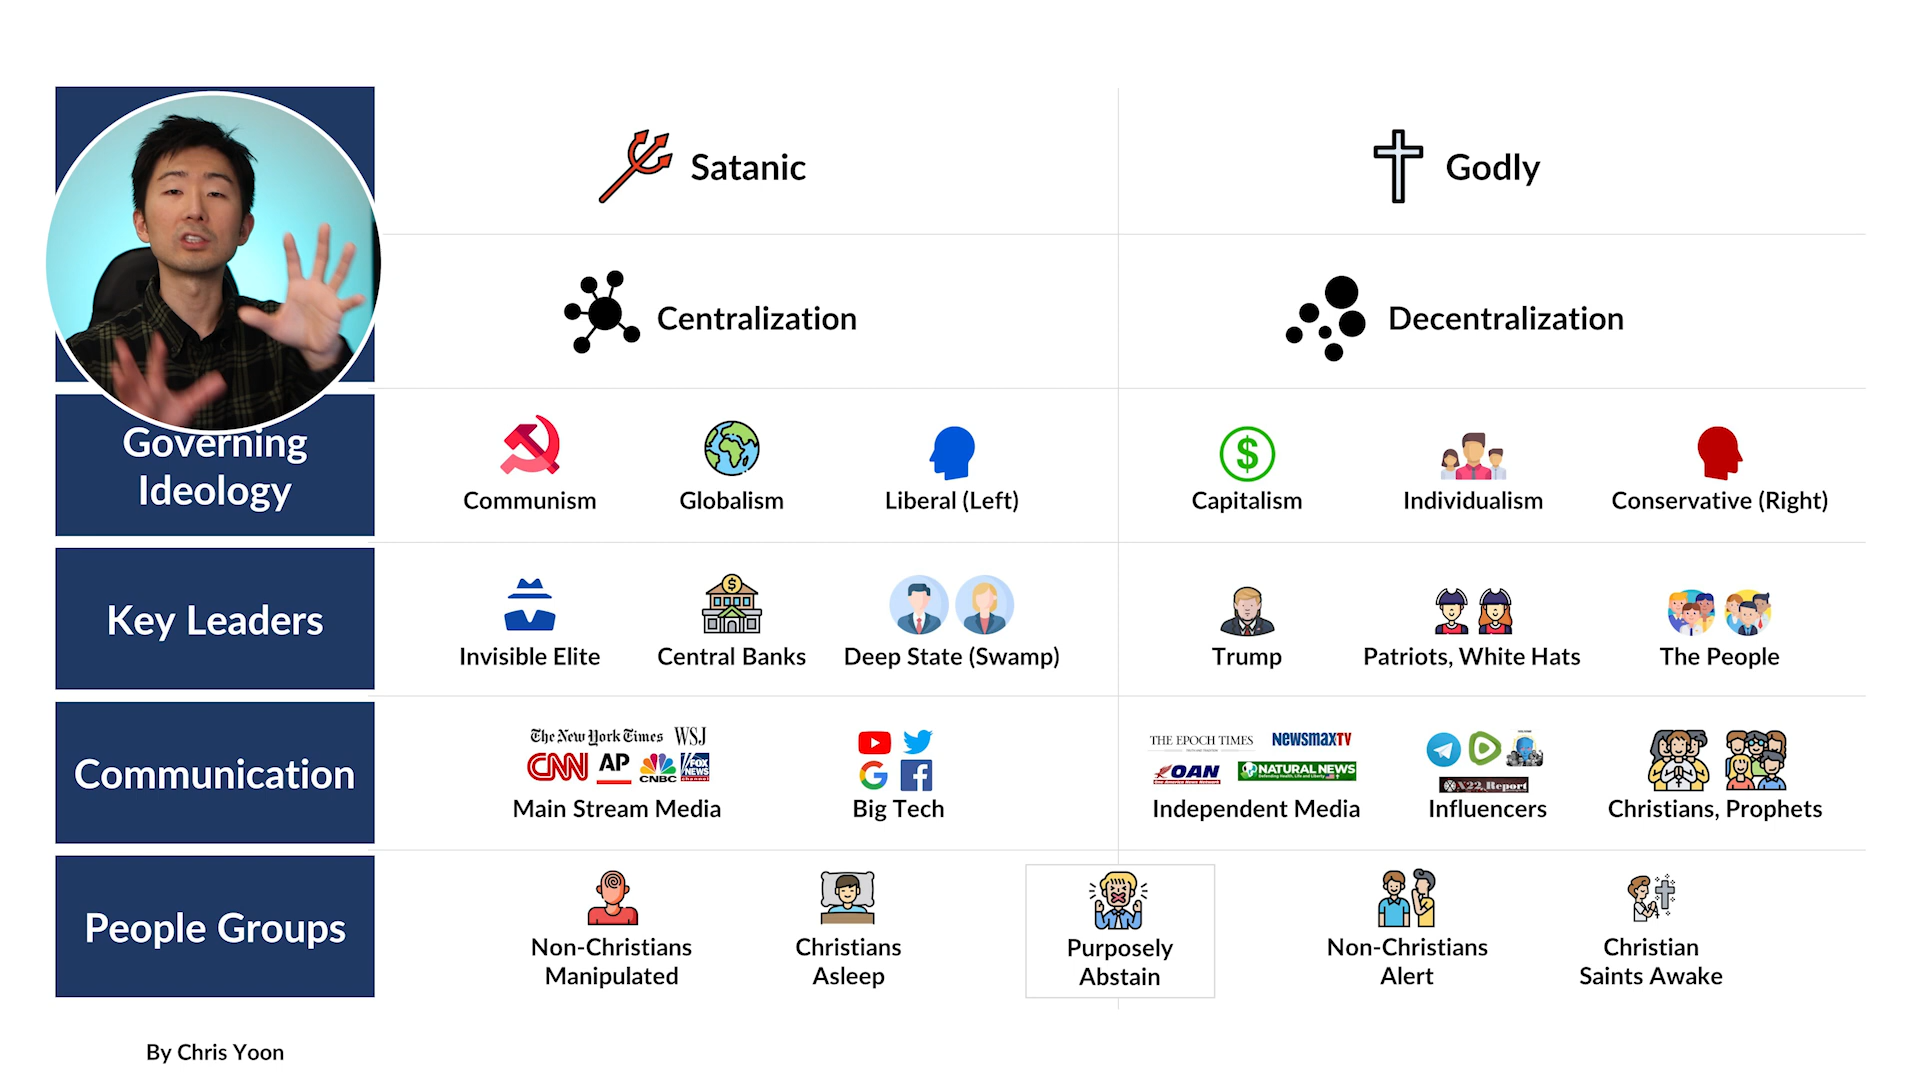 Satanic
Godly
Centralization
Decentralization
Governing
Ideology
Communism
Globalism
Liberal (Left)
$
Capitalism
Individualism
Conservative (Right)
Key Leaders
Invisible Elite
$
Central Banks
Deep State (Swamp)
Trump
Patriots, White Hats
The People
Communication
The New York Times
WSJ
CNN
AP
CNBC
FOX
NEWS
channel
Main Stream Media
G
f
Big Tech
THE EPOCH TIMES
NEWSMAXTV
OAN
NATURAL NEWS
Independent Media
X22 Report
Influencers
Christians, Prophets
People Groups
Non-Christians
Manipulated
Christians
Asleep
Purposely
Abstain
Non-Christians
Alert
Christian
Saints Awake
By Chris Yoon